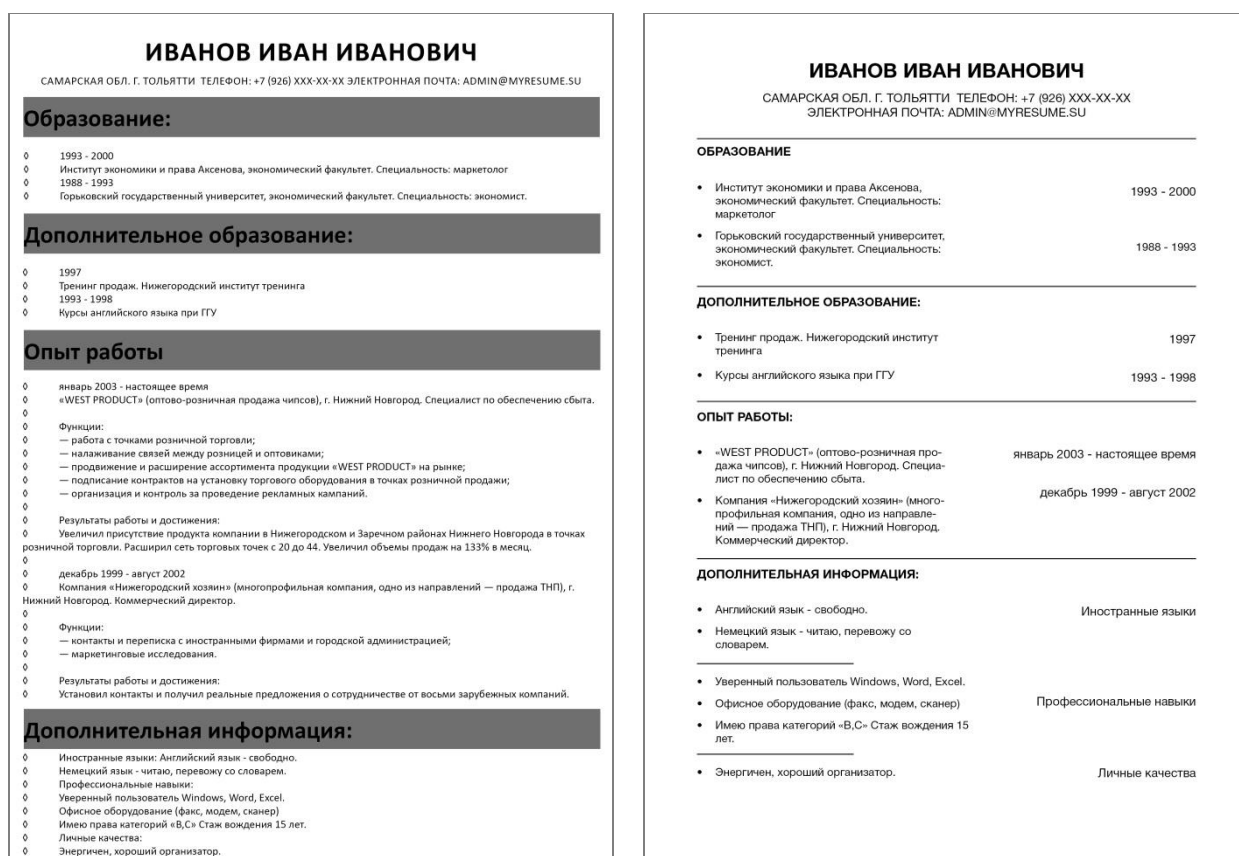 ИВАНОВ ИВАН ИВАНОВИЧ
САМАРСКАЯ ОБЛ. Г. ТОЛЬЯТТИ ТЕЛЕФОН: +7 (926) XXX-XX-XX ЭЛЕКТРОННАЯ ПОЧТА: ADMIN@MYRESUME.SU
Образование:
◊ 1993 - 2000
◊ Институт экономики и права Аксенова, экономический факультет. Специальность: маркетолог
◊ 1988 - 1993
◊ Горьковский государственный университет, экономический факультет. Специальность: экономист.
Дополнительное образование:
◊ 1997
◊ Тренинг продаж. Нижегородский институт тренинга
◊ 1993 - 1998
◊ Курсы английского языка при ГГУ
Опыт работы
◊ январь 2003 - настоящее время
◊ «WEST PRODUCT» (оптово-розничная продажа чипсов), г. Нижний Новгород. Специалист по обеспечению сбыта.
◊
◊ Функции:
◊ — работа с точками розничной торговли;
◊ — налаживание связей между розницей и оптовиками;
◊ — продвижение и расширение ассортимента продукции «WEST PRODUCT» на рынке;
◊ — подписание контрактов на установку торгового оборудования в точках розничной продажи;
◊ — организация и контроль за проведение рекламных кампаний.
◊
◊ Результаты работы и достижения:
◊ Увеличил присутствие продукта компании в Нижегородском и Заречном районах Нижнего Новгорода в точках
розничной торговли. Расширил сеть торговых точек с 20 до 44. Увеличил объемы продаж на 133% в месяц.
◊
◊ декабрь 1999 - август 2002
◊ Компания «Нижегородский хозяин» (многопрофильная компания, одно из направлений — продажа ТНП), г.
Нижний Новгород. Коммерческий директор.
◊
◊ Функции:
◊ — контакты и переписка с иностранными фирмами и городской администрацией;
◊ — маркетинговые исследования.
◊
◊ Результаты работы и достижения:
◊ Установил контакты и получил реальные предложения о сотрудничестве от восьми зарубежных компаний.
Дополнительная информация:
◊ Иностранные языки: Английский язык - свободно.
◊ Немецкий язык - читаю, перевожу со словарем.
◊ Профессиональные навыки:
◊ Уверенный пользователь Windows, Word, Excel.
◊ Офисное оборудование (факс, модем, сканер)
◊ Имею права категорий «В,С» Стаж вождения 15 лет.
◊ Личные качества:
◊ Энергичен, хороший организатор.
ИВАНОВ ИВАН ИВАНОВИЧ
САМАРСКАЯ ОБЛ. Г. ТОЛЬЯТТИ ТЕЛЕФОН: +7 (926) XXX-XX-XX
ЭЛЕКТРОННАЯ ПОЧТА: ADMIN@MYRESUME.SU
ОБРАЗОВАНИЕ
• Институт экономики и права Аксенова, 1993 - 2000
экономический факультет. Специальность:
маркетолог
• Горьковский государственный университет,
экономический факультет. Специальность: 1988 - 1993
экономист.
ДОПОЛНИТЕЛЬНОЕ ОБРАЗОВАНИЕ:
• Тренинг продаж. Нижегородский институт 1997
тренинга
• Курсы английского языка при ГГУ 1993 - 1998
ОПЫТ РАБОТЫ:
• «WEST PRODUCT» (оптово-розничная про- январь 2003 - настоящее время
дажа чипсов), г. Нижний Новгород. Специа-
лист по обеспечению сбыта.
• Компания «Нижегородский хозяин» (много- декабрь 1999 - август 2002
профильная компания, одно из направле-
ний — продажа ТНП), г. Нижний Новгород.
Коммерческий директор.
ДОПОЛНИТЕЛЬНАЯ ИНФОРМАЦИЯ:
• Английский язык - свободно. Иностранные языки
• Немецкий язык - читаю, перевожу со
словарем.
• Уверенный пользователь Windows, Word, Excel.
• Офисное оборудование (факс, модем, сканер) Профессиональные навыки
• Имею права категорий «В,С» Стаж вождения 15
лет.
• Энергичен, хороший организатор. Личные качества